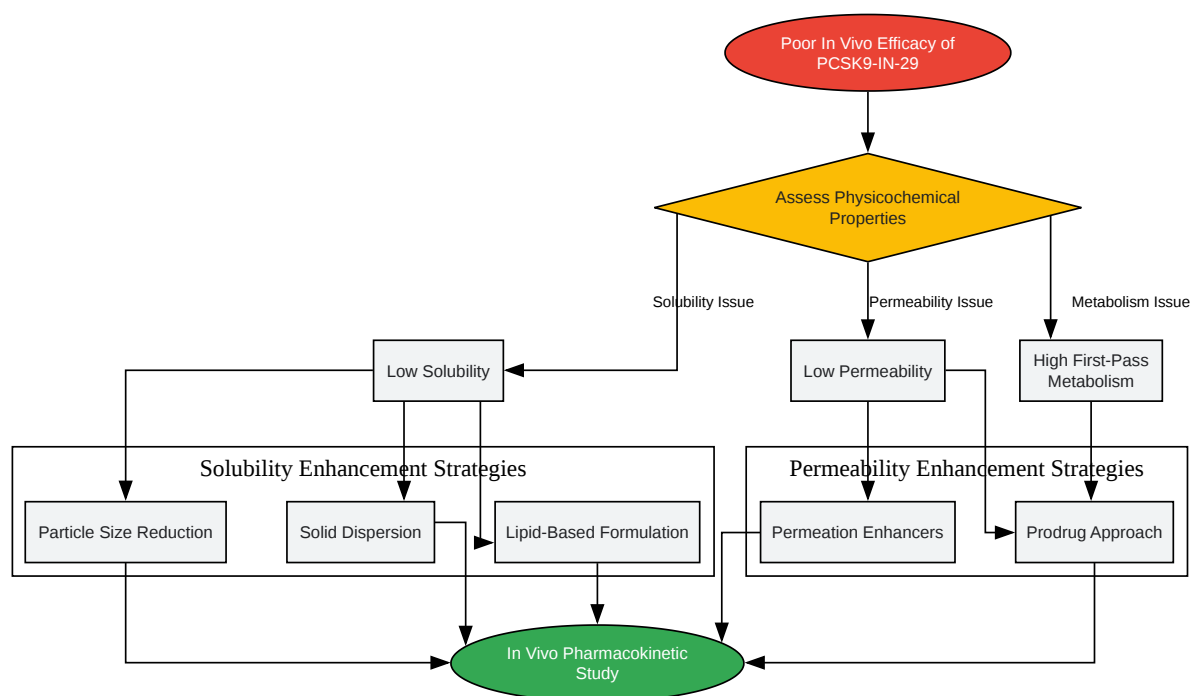 Poor In Vivo Efficacy of
PCSK9-IN-29
Assess Physicochemical
Properties
Solubility Issue
Permeability Issue
Metabolism Issue
Low Solubility
Low Permeability
High First-Pass
Metabolism
Solubility Enhancement Strategies
Permeability Enhancement Strategies
Particle Size Reduction
Solid Dispersion
Lipid-Based Formulation
Permeation Enhancers
Prodrug Approach
In Vivo Pharmacokinetic
Study